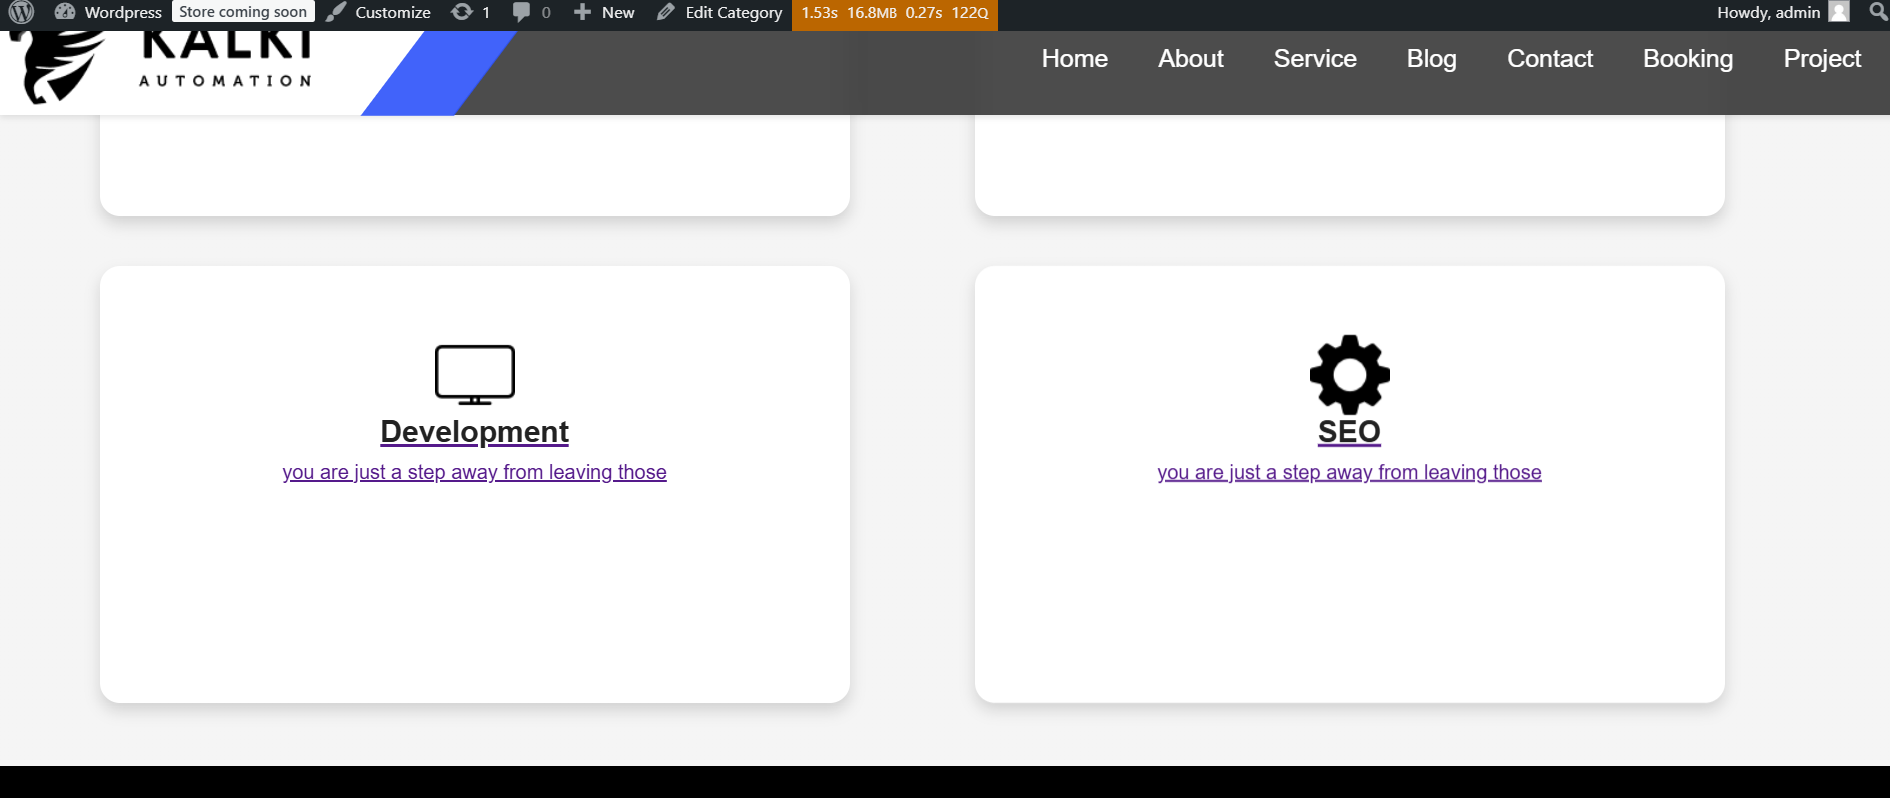 Wordpress Store coming soon Customize 1 0 New Edit Category 1.53s 16.8MB 0.27s 122Q Howdy, admin
KALKI
AUTOMATION
Home About Service Blog Contact Booking Project
Development
you are just a step away from leaving those
SEO
you are just a step away from leaving those